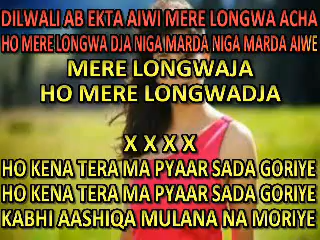 DILWALI AB EKTA AIWI MERE LONGWA ACHA
HO MERE LONGWA DJA NIGA MARDA NIGA MARDA AIWE
MERE LONGWAJA
HO MERE LONGWADJA
X X X X
HO KENA TERA MA PYAAR SADA GORIYE
HO KENA TERA MA PYAAR SADA GORIYE
KABHI AASHIQA MULANA NA MORIYE